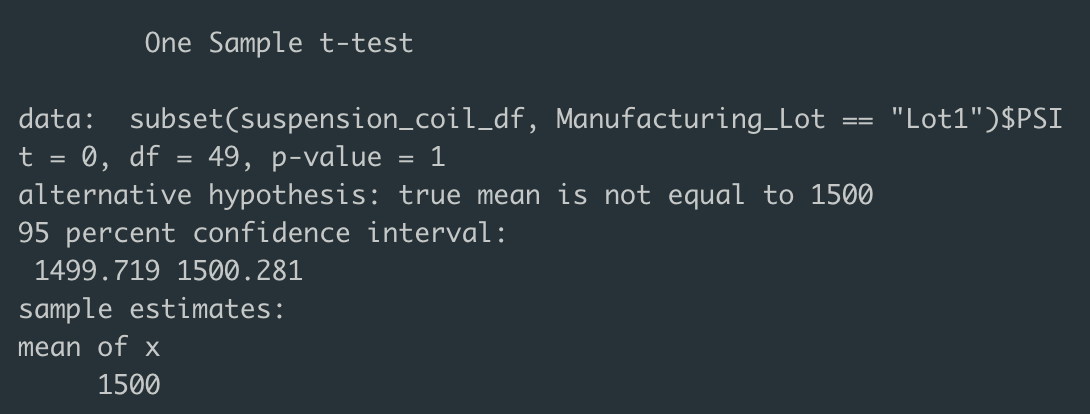 One Sample t-test
data:  subset(suspension_coil_df, Manufacturing_Lot == "Lot1")$PSI
t = 0, df = 49, p-value = 1
alternative hypothesis: true mean is not equal to 1500
95 percent confidence interval:
1499.719 1500.281
sample estimates:
mean of x
1500